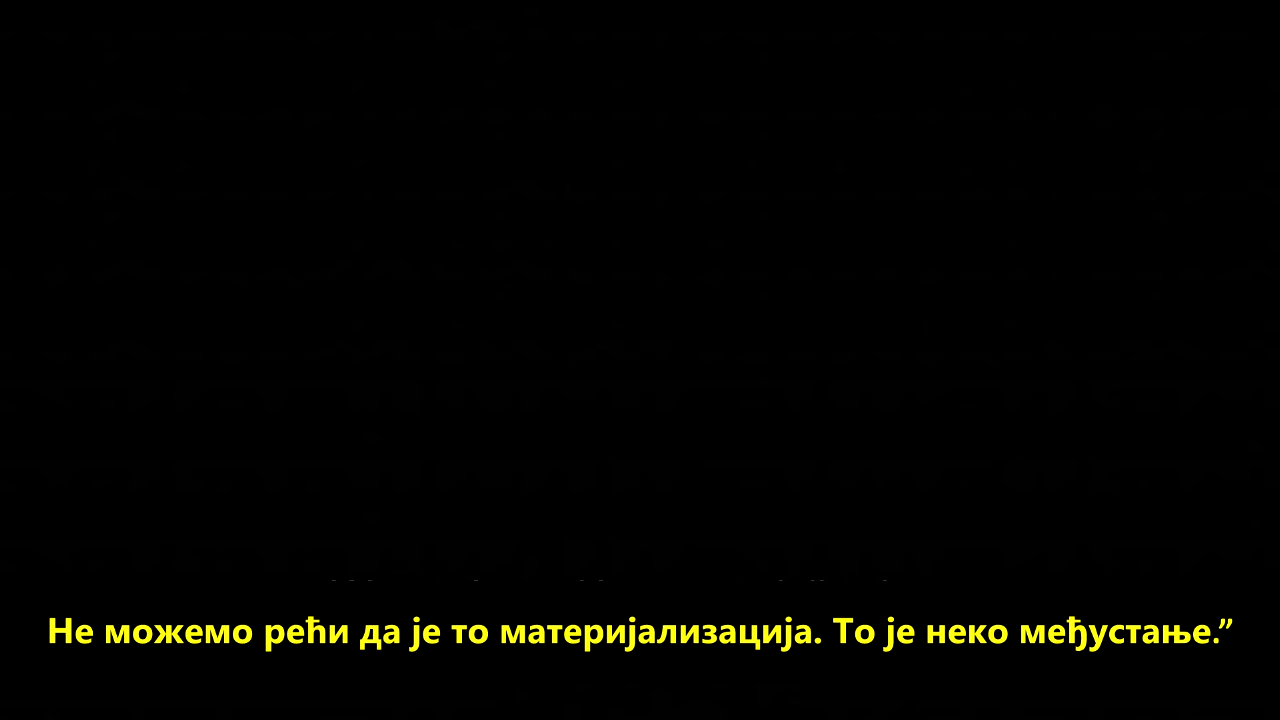 Не можемо рећи да је то материјализација. То је неко међустање.”